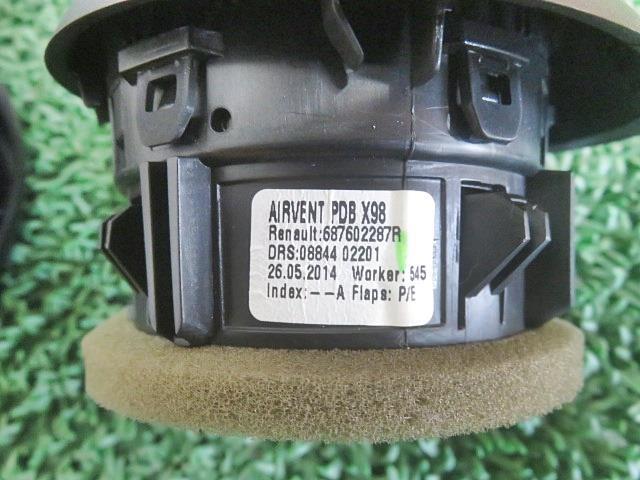 AIRVENT PDB X98
Renault:687602287R
DRS:08844 02201
26.05.2014 Worker: 545
Index:--A Flaps: P/E